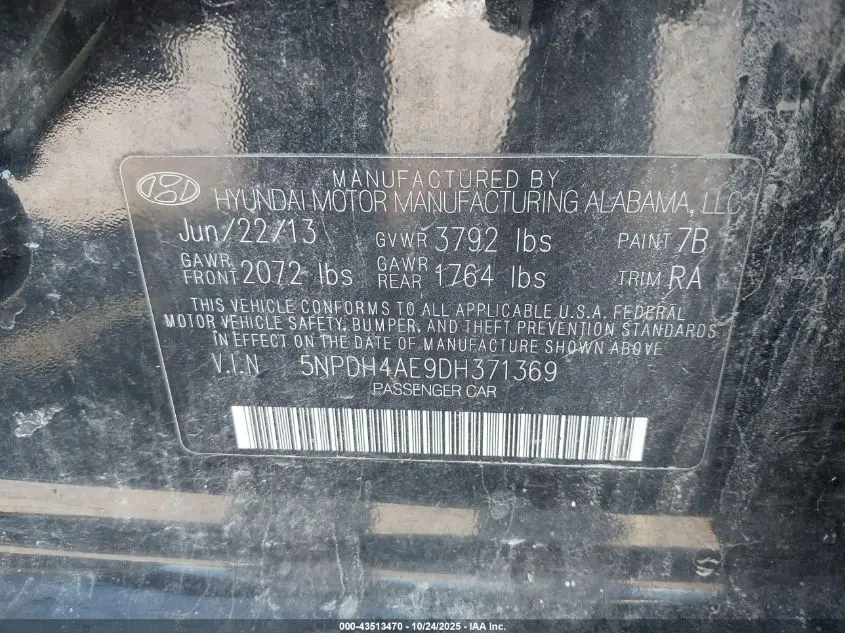 MANUFACTURED BY
HYUNDAI MOTOR MANUFACTURING ALABAMA, LLC
Jun/22/13 GVWR 3792 lbs PAINT 7B
GAWR FRONT 2072 lbs GAWR REAR 1764 lbs TRIM RA
THIS VEHICLE CONFORMS TO ALL APPLICABLE U.S.A. FEDERAL
MOTOR VEHICLE SAFETY, BUMPER, AND THEFT PREVENTION STANDARDS
IN EFFECT ON THE DATE OF MANUFACTURE SHOWN ABOVE
V.I.N 5NPDH4AE9DH371369
PASSENGER CAR
000-43513470 - 10/24/2025 - IAA Inc.